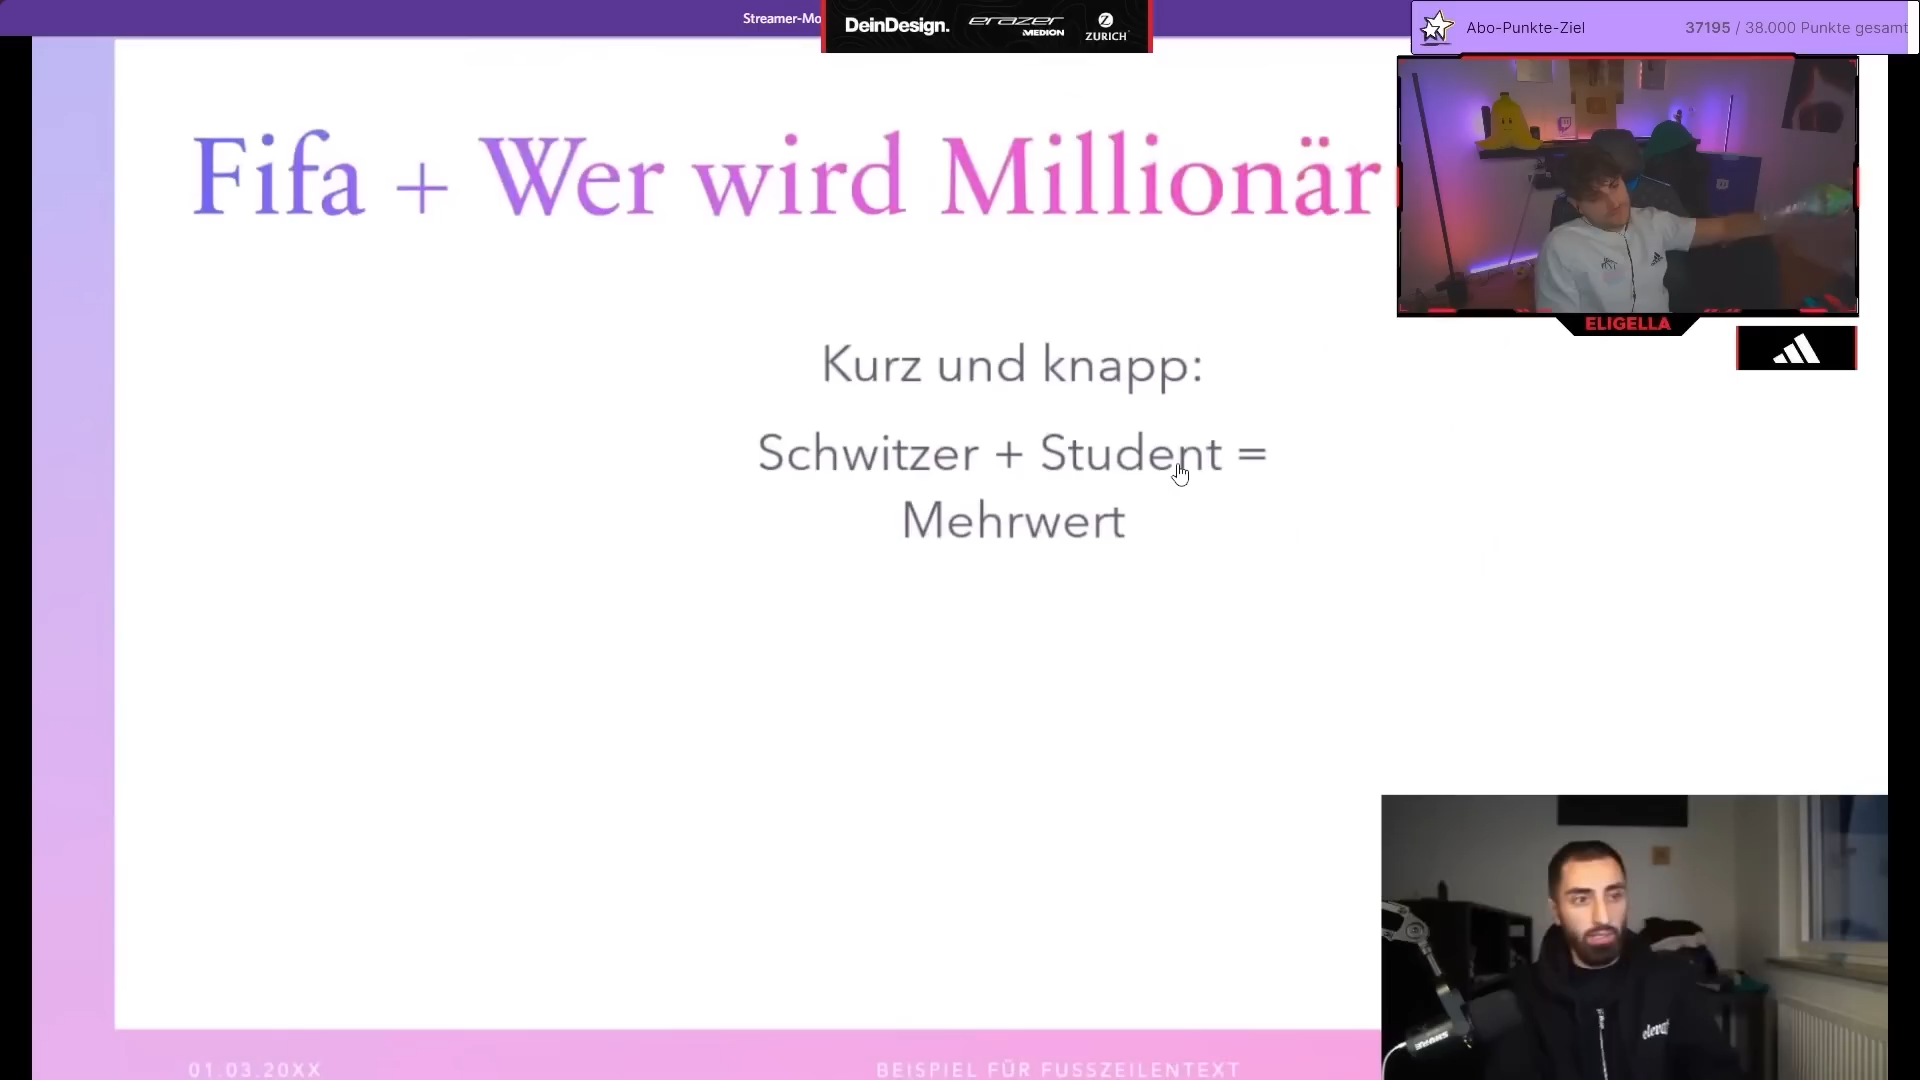 Streamer-Mo
DeinDesign.
erazer
MEDION
ZURICH
Abo-Punkte-Ziel
37195 / 38.000 Punkte gesamt
Fifa + Wer wird Millionär
ELIGELLA
Kurz und knapp:
Schwitzer + Student =
Mehrwert
elevat
01.03.20XX
BEISPIEL FÜR FUSSZEILENTEXT